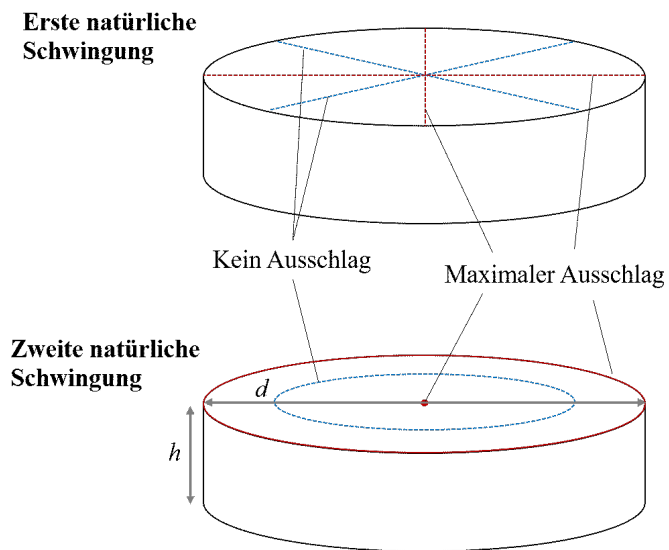 Erste natürliche
Schwingung
Kein Ausschlag
Maximaler Ausschlag
Zweite natürliche
Schwingung
d
h